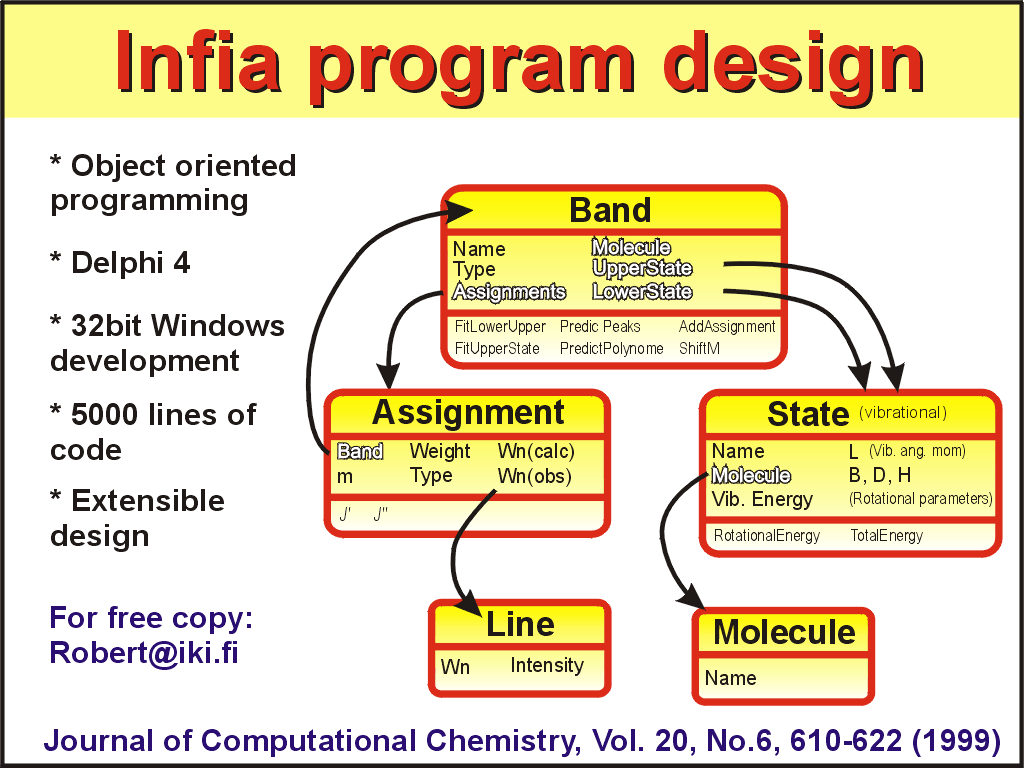 Infia program design
* Object oriented
programming
* Delphi 4
* 32bit Windows
development
* 5000 lines of
code
* Extensible
design
For free copy:
Robert@iki.fi
Band
Name Molecule
Type UpperState
Assignments LowerState
FitLowerUpper Predic Peaks AddAssignment
FitUpperState PredictPolynome ShiftM
Assignment
Band Weight Wn(calc)
m Type Wn(obs)
J' J"
State (vibrational)
Name L (Vib. ang. mom)
Molecule B, D, H
Vib. Energy (Rotational parameters)
RotationalEnergy TotalEnergy
Line
Wn Intensity
Molecule
Name
Journal of Computational Chemistry, Vol. 20, No.6, 610-622 (1999)